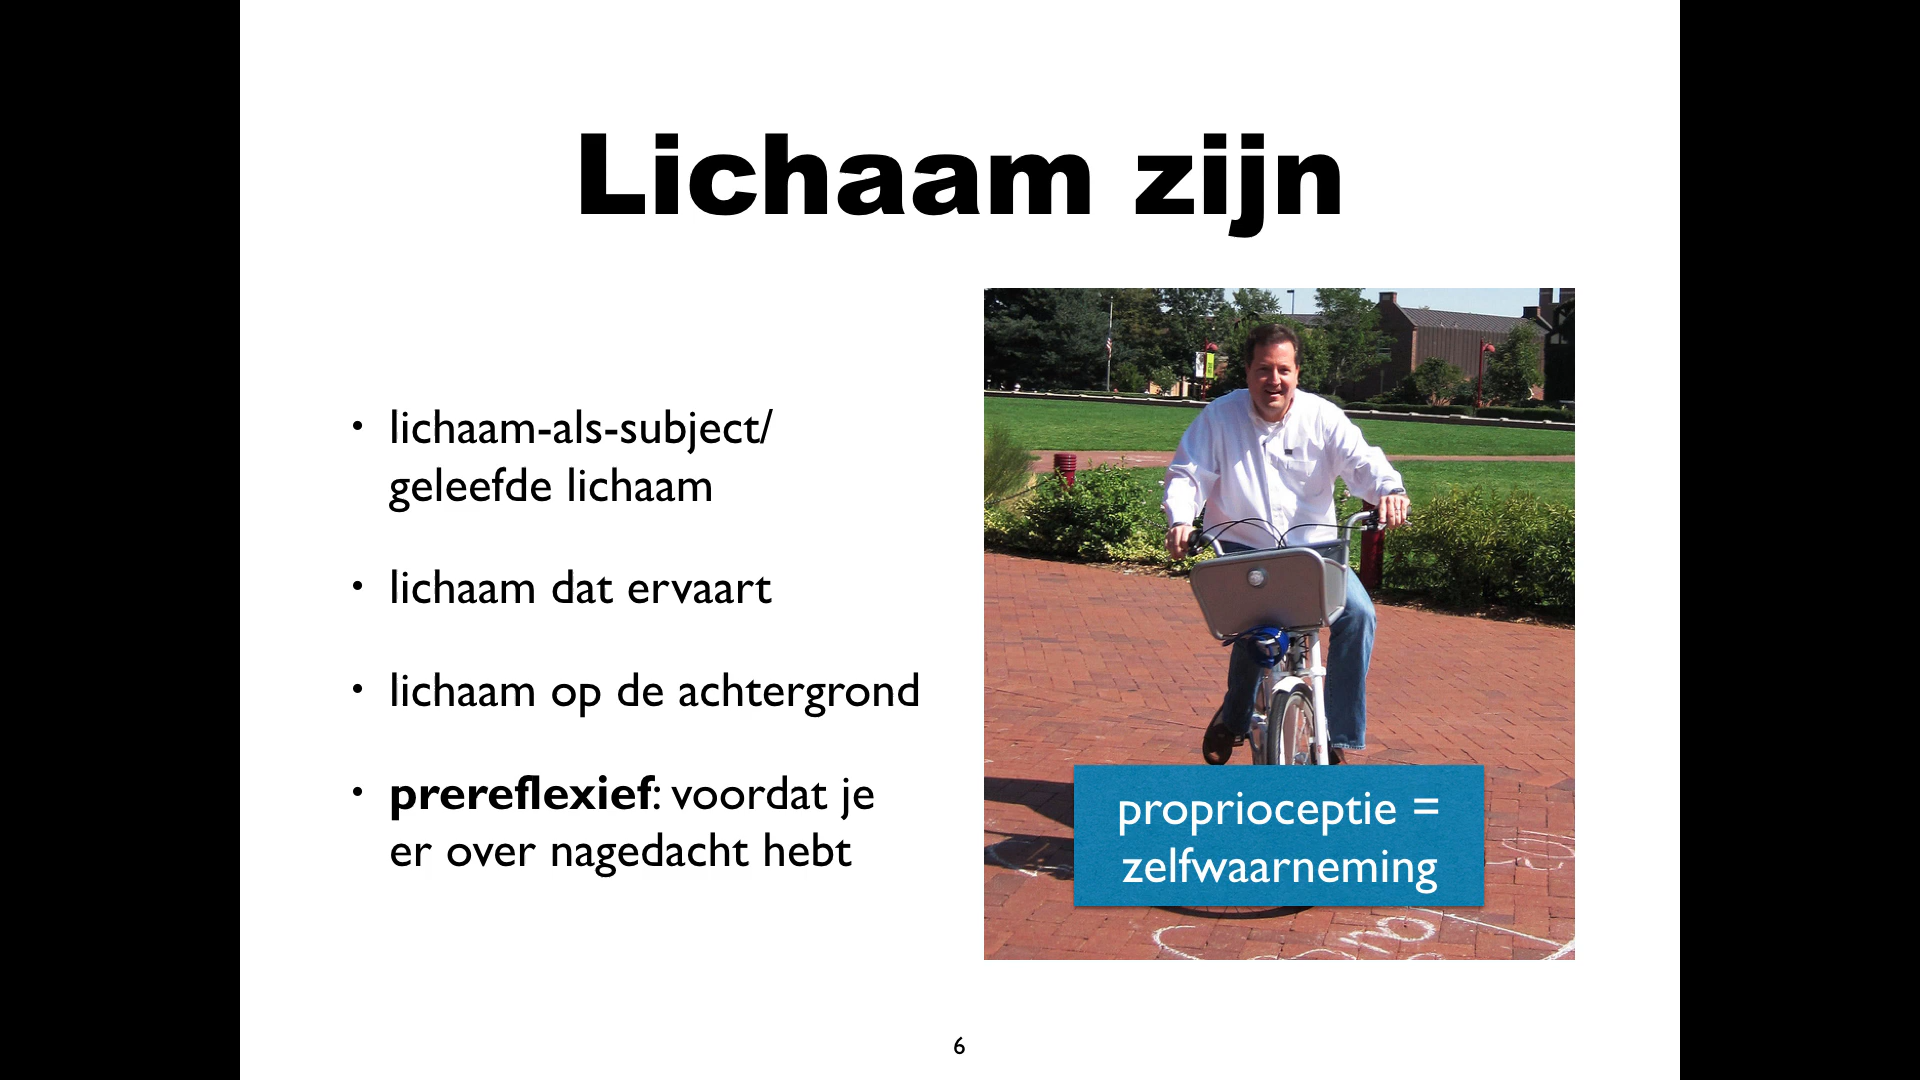 Lichaam zijn
• lichaam-als-subject/
geleefde lichaam
• lichaam dat ervaart
• lichaam op de achtergrond
• prereflexief: voordat je
er over nagedacht hebt
proprioceptie =
zelfwaarneming
6